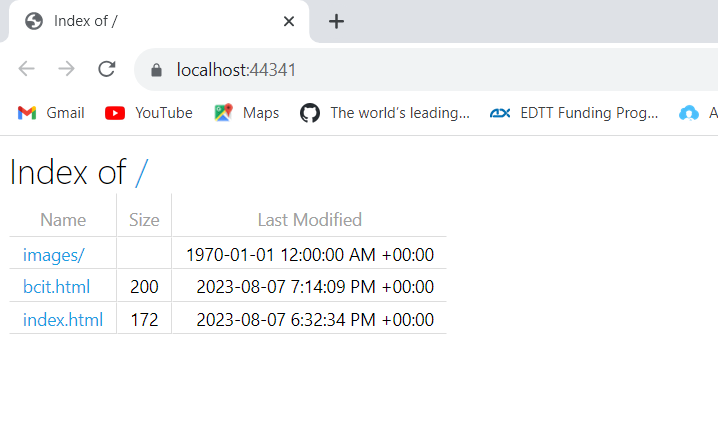 Index of /
localhost:44341
Gmail YouTube Maps The world's leading... EDTT Funding Prog... A
Index of /
Name Size Last Modified
images/ 1970-01-01 12:00:00 AM +00:00
bcit.html 200 2023-08-07 7:14:09 PM +00:00
index.html 172 2023-08-07 6:32:34 PM +00:00